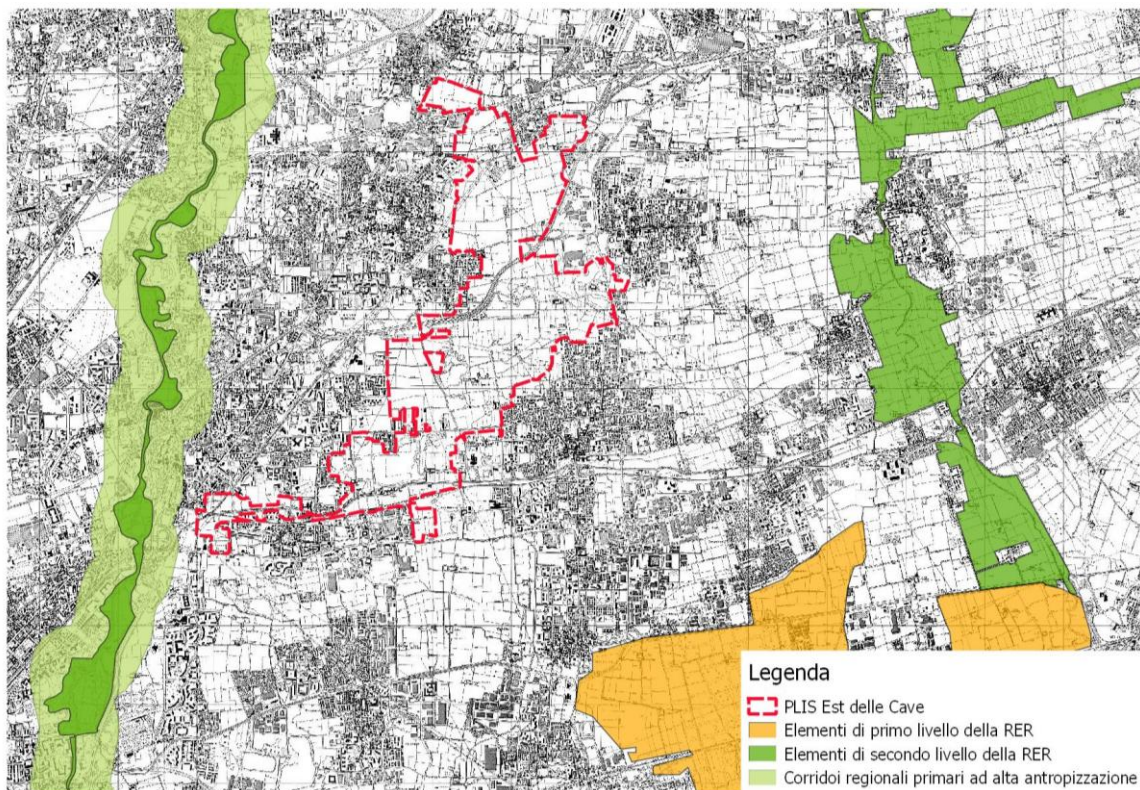 Legenda
PLIS Est delle Cave
Elementi di primo livello della RER
Elementi di secondo livello della RER
Corridoi regionali primari ad alta antropizzazione